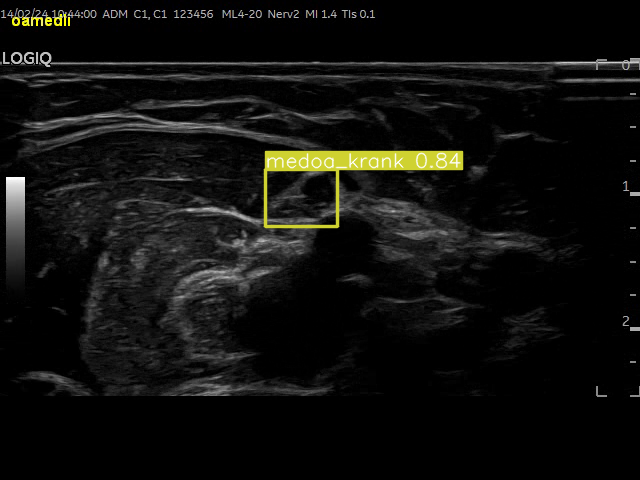 14/02/24 10:44:00 ADM C1, C1 123456 ML4-20 Nerv2 MI 1.4 TIs 0.1
oamedli
LOGIQ
0
medoa_krank 0.84
1
2